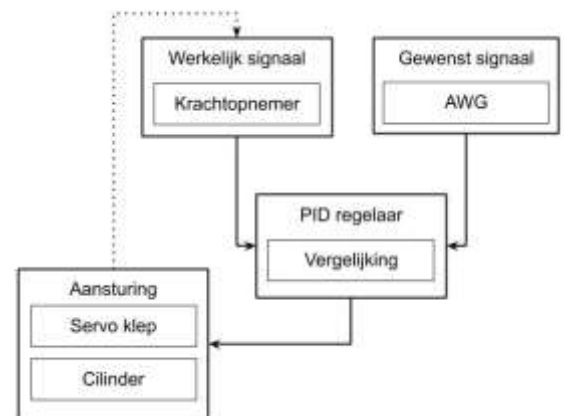 Werkelijk signaal
Krachtopnemer
Gewenst signaal
AWG
PID regelaar
Vergelijking
Aansturing
Servo klep
Cilinder